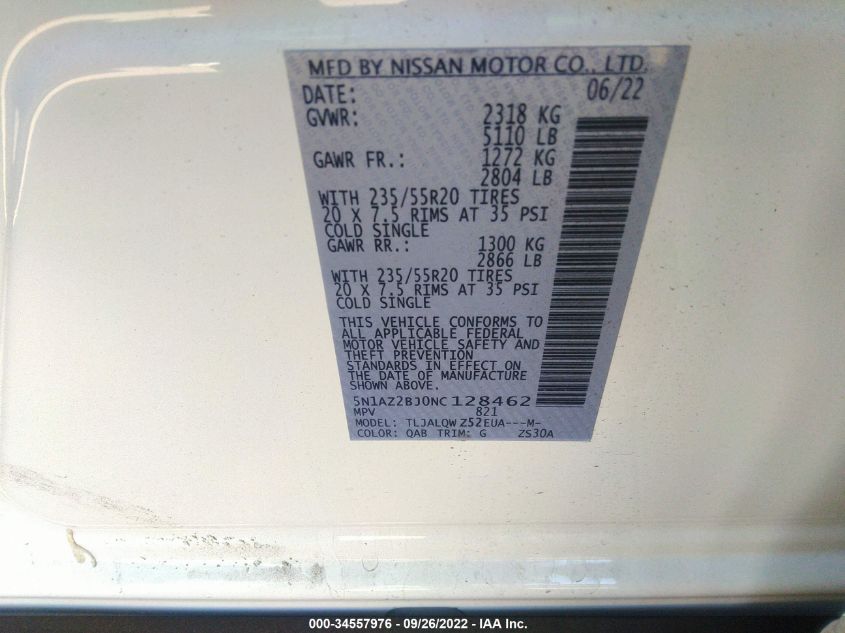 MFD BY NISSAN MOTOR CO., LTD.
DATE: 06/22
GVWR: 2318 KG
5110 LB
GAWR FR.: 1272 KG
2804 LB
WITH 235/55R20 TIRES
20 X 7.5 RIMS AT 35 PSI
COLD SINGLE
GAWR RR.: 1300 KG
2866 LB
WITH 235/55R20 TIRES
20 X 7.5 RIMS AT 35 PSI
COLD SINGLE
THIS VEHICLE CONFORMS TO
ALL APPLICABLE FEDERAL
MOTOR VEHICLE SAFETY AND
THEFT PREVENTION
STANDARDS IN EFFECT ON
THE DATE OF MANUFACTURE
SHOWN ABOVE.
5N1AZ2BJ0NC128462
MPV 821
MODEL: TLJALQWZ52EUA---M-
COLOR: QAB TRIM: G ZS30A
000-34557976 - 09/26/2022 - IAA Inc.